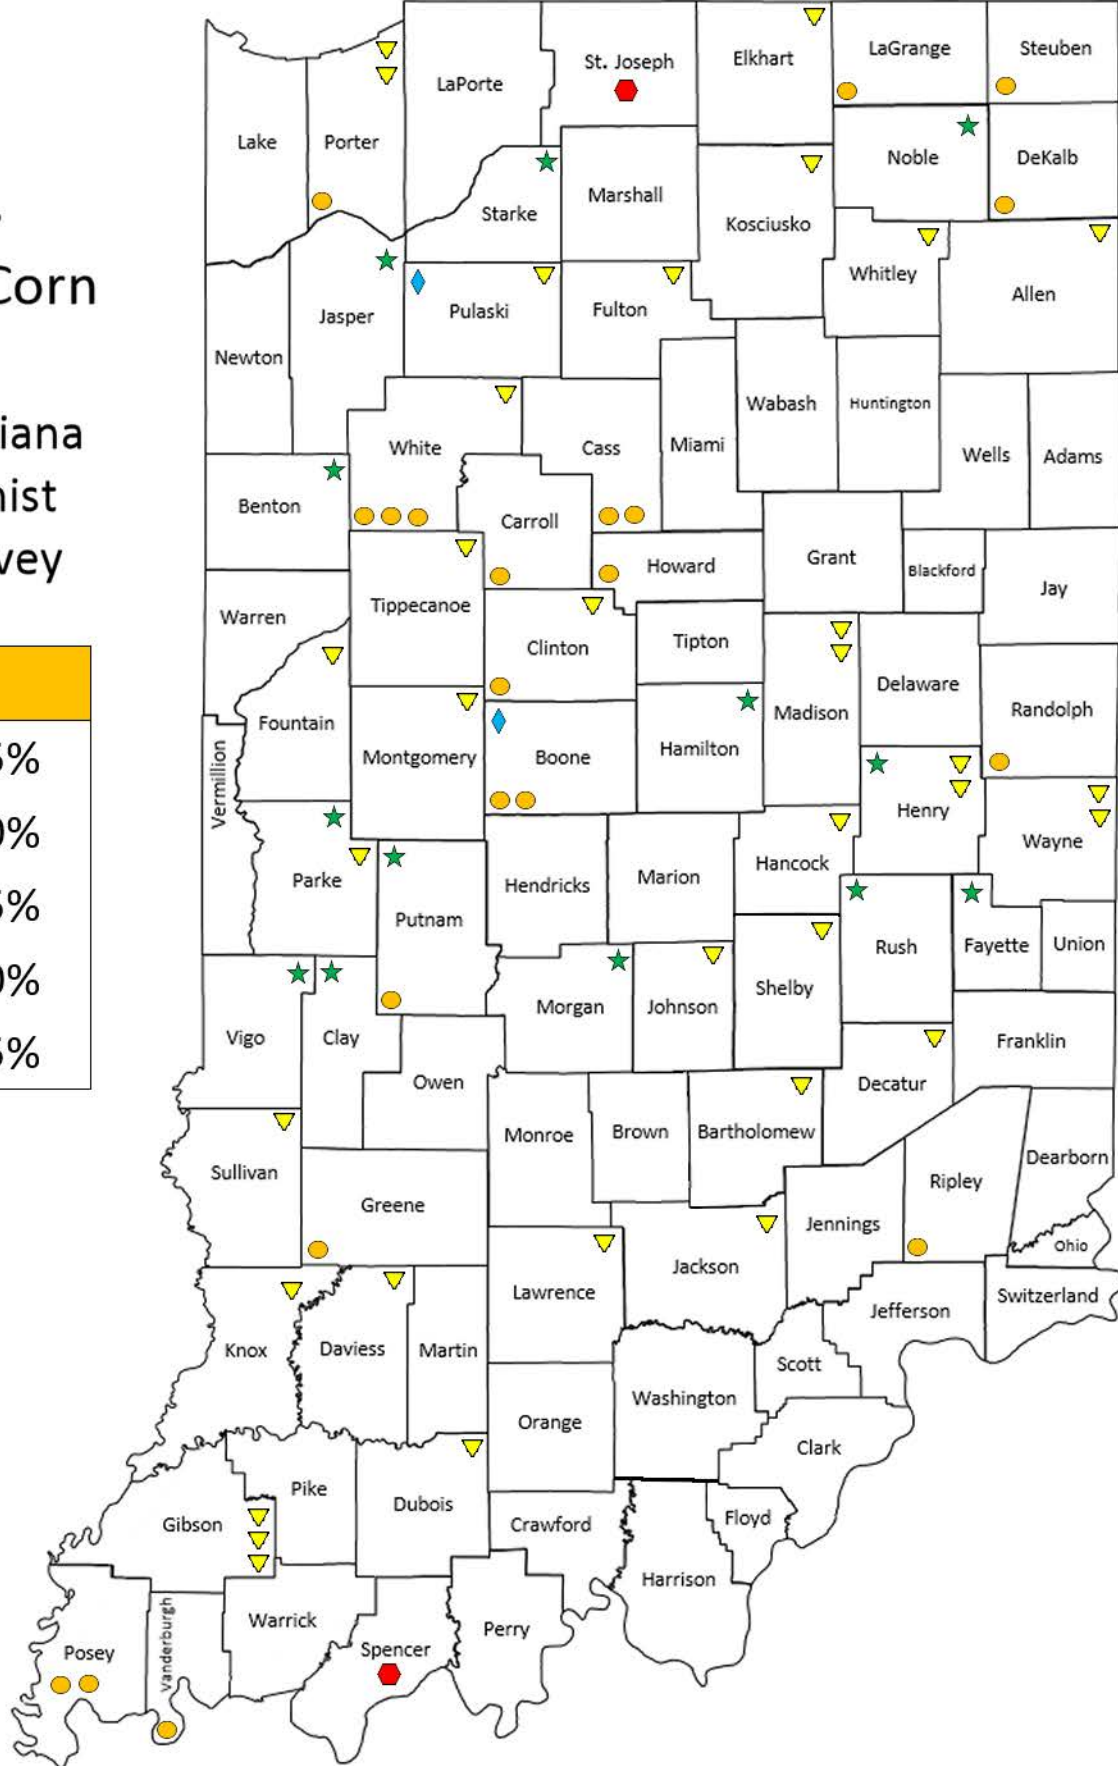 Corn
iana
nist
vey
5%
0%
5%
0%
5%
St. Joseph
Elkhart
LaGrange
Steuben
LaPorte
Lake
Porter
Noble
DeKalb
Starke
Marshall
Kosciusko
Whitley
Allen
Jasper
Pulaski
Fulton
Newton
Wabash
Huntington
White
Cass
Miami
Wells
Adams
Benton
Carroll
Howard
Grant
Blackford
Jay
Warren
Tippecanoe
Clinton
Tipton
Delaware
Randolph
Fountain
Montgomery
Boone
Hamilton
Madison
Vermillion
Henry
Wayne
Parke
Putnam
Hendricks
Marion
Hancock
Rush
Fayette
Union
Vigo
Clay
Morgan
Johnson
Shelby
Franklin
Owen
Decatur
Monroe
Brown
Bartholomew
Dearborn
Sullivan
Greene
Ripley
Jennings
Ohio
Lawrence
Jackson
Switzerland
Jefferson
Knox
Daviess
Martin
Scott
Washington
Orange
Clark
Pike
Dubois
Gibson
Crawford
Floyd
Harrison
Warrick
Perry
Posey
Vanderburgh
Spencer